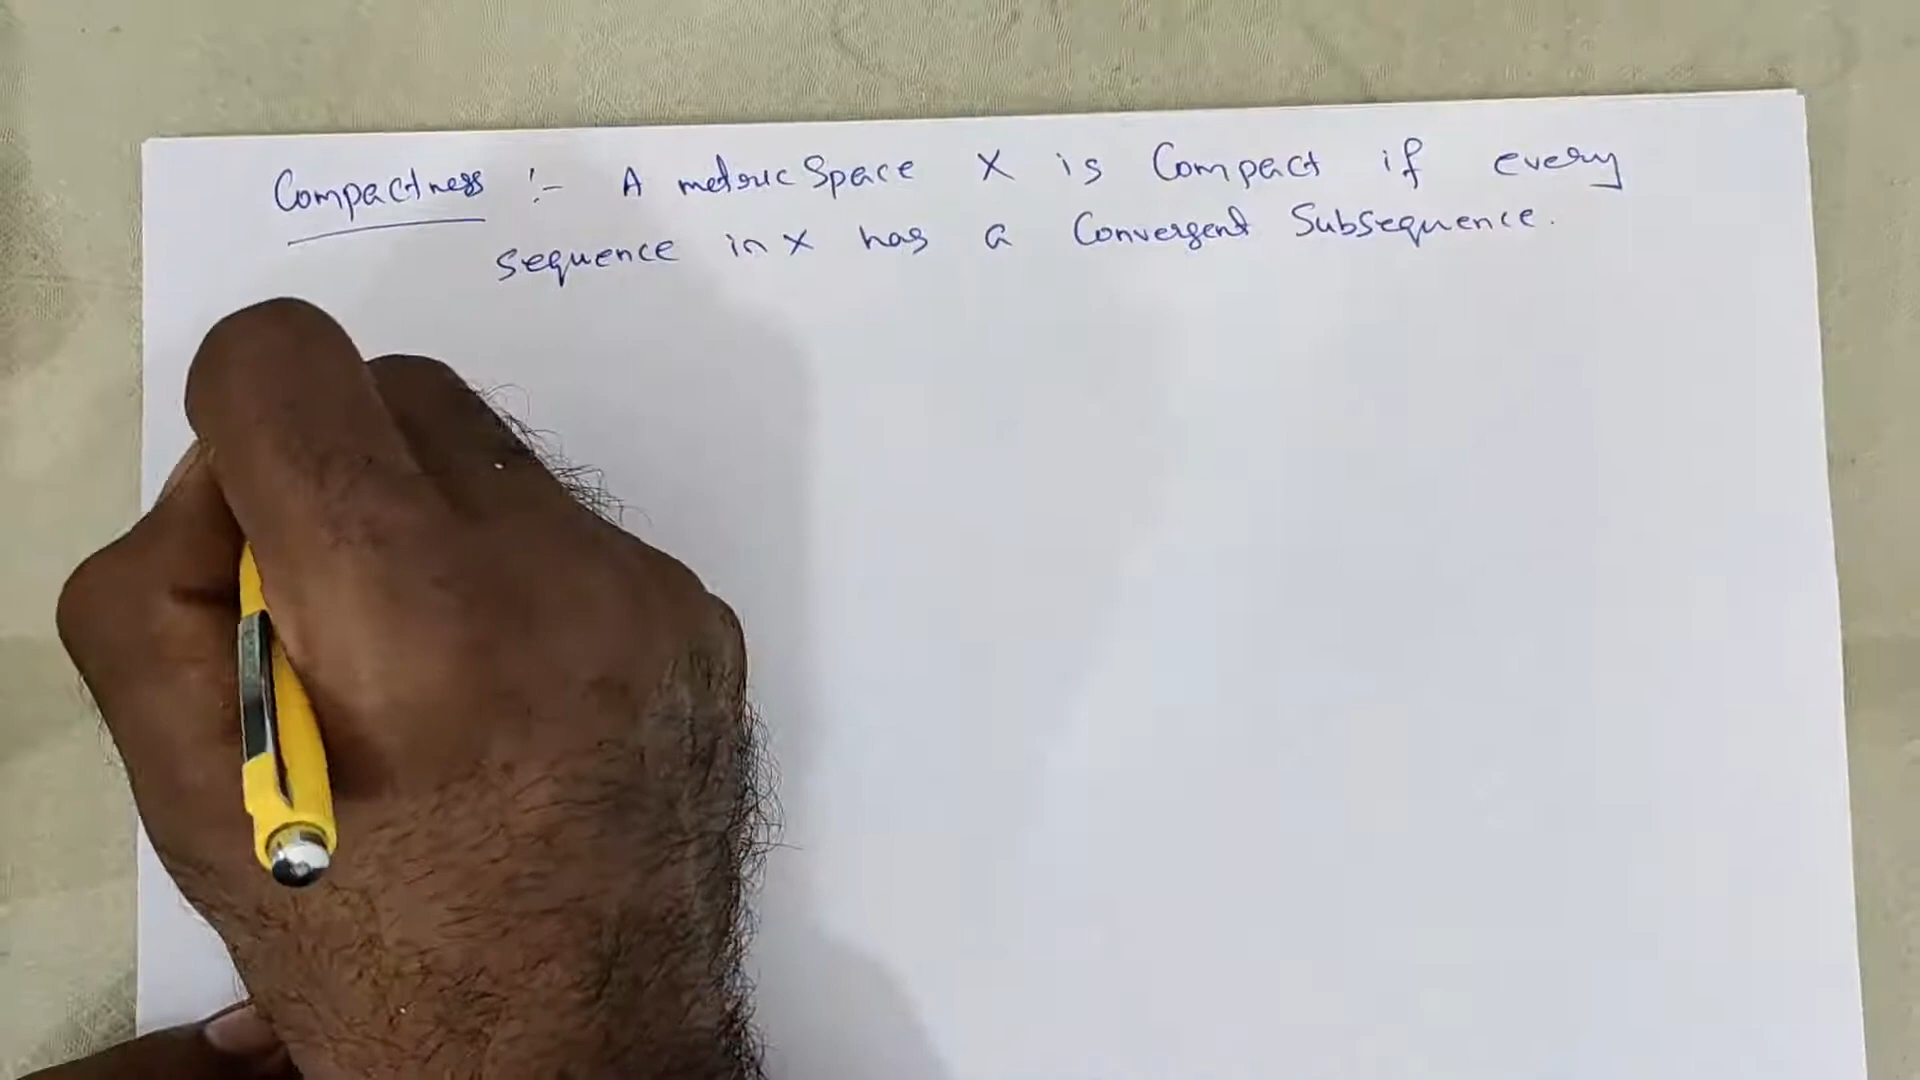 Compactness :- A metric Space X is Compact if every
sequence in X has a Convergent Subsequence.